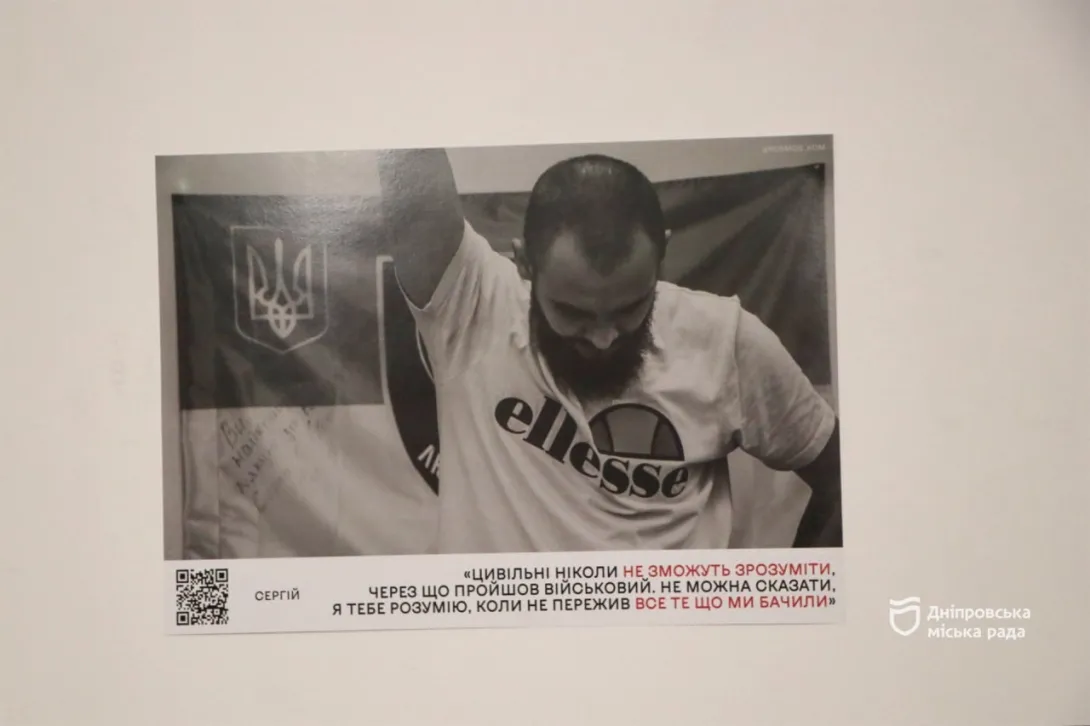 Ви
ellesse
СЕРГІЙ
«ЦИВІЛЬНІ НІКОЛИ НЕ ЗМОЖУТЬ ЗРОЗУМІТИ,
ЧЕРЕЗ ЩО ПРОЙШОВ ВІЙСЬКОВИЙ. НЕ МОЖНА СКАЗАТИ,
Я ТЕБЕ РОЗУМІЮ, КОЛИ НЕ ПЕРЕЖИВ ВСЕ ТЕ ЩО МИ БАЧИЛИ»
Дніпровська
міська рада